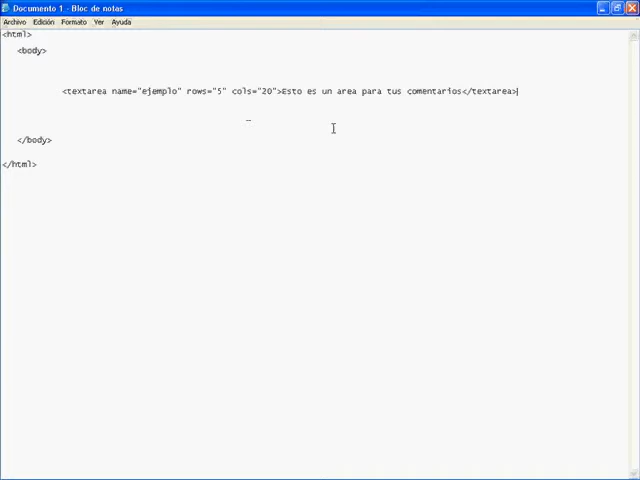 Documento 1 - Bloc de notas
Archivo Edición Formato Ver Ayuda
<html>
<body>
<textarea name="ejemplo" rows="5" cols="20">Esto es un area para tus comentarios</textarea>
</body>
</html>